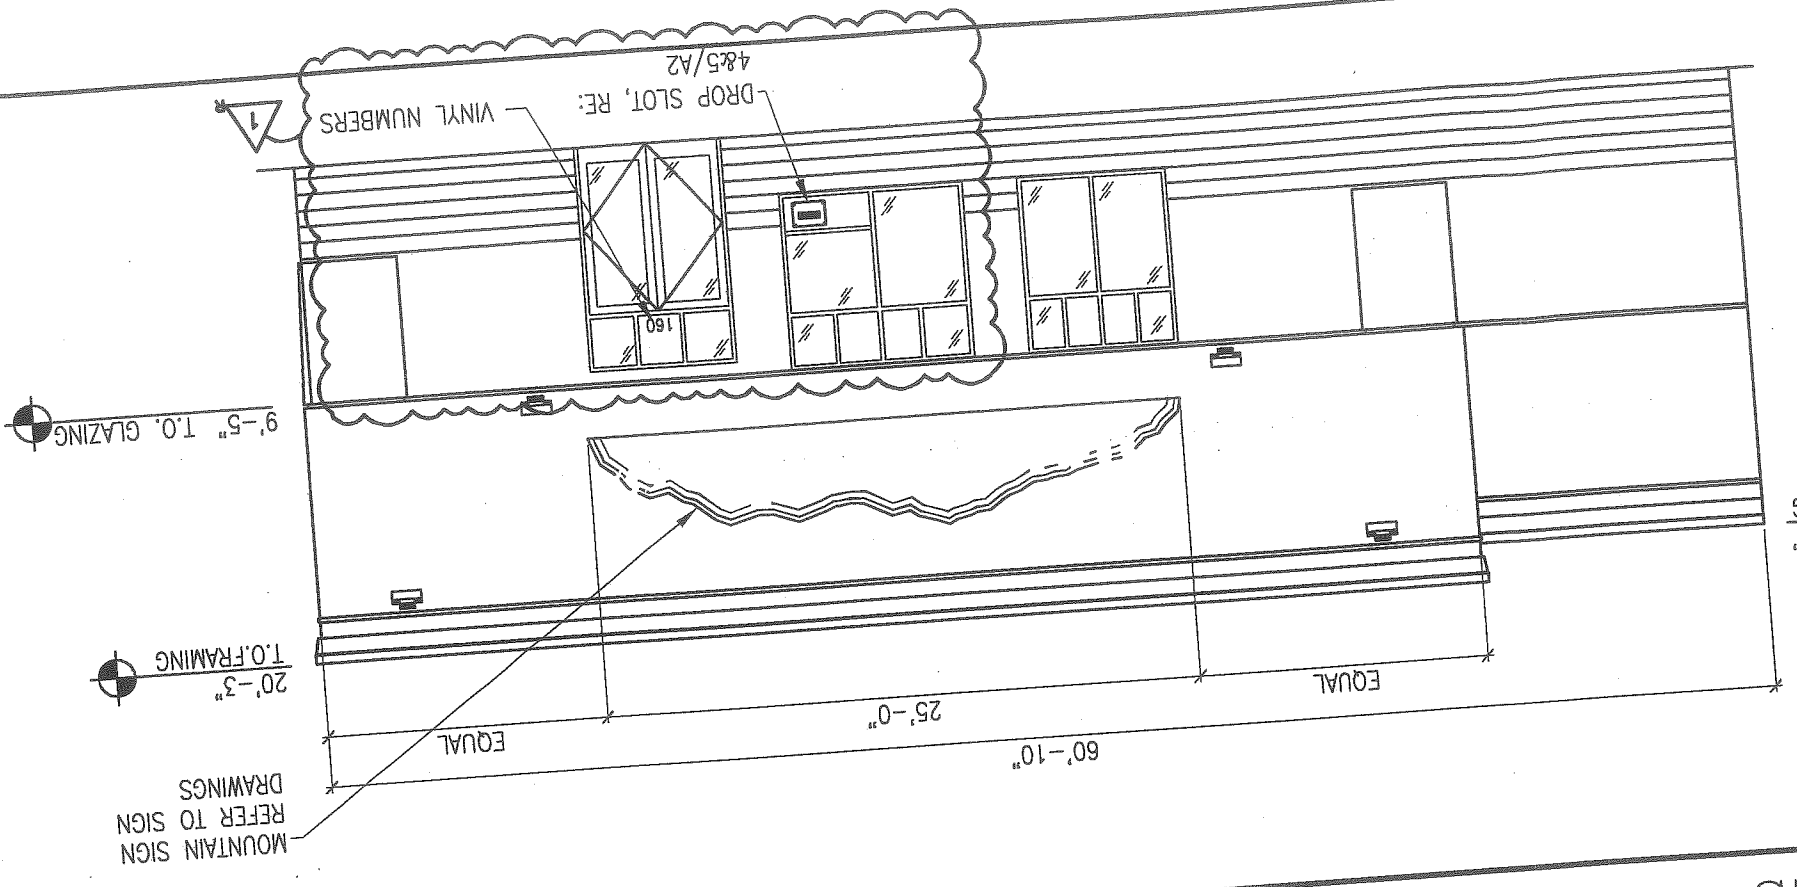 MOUNTAIN SIGN
REFER TO SIGN
DRAWINGS
60'-10"
EQUAL
25'-0"
EQUAL
20'-3"
T.O.FRAMING
9'-5" T.O. GLAZING
160
VINYL NUMBERS
DROP SLOT, RE:
4&5/A2
1
R